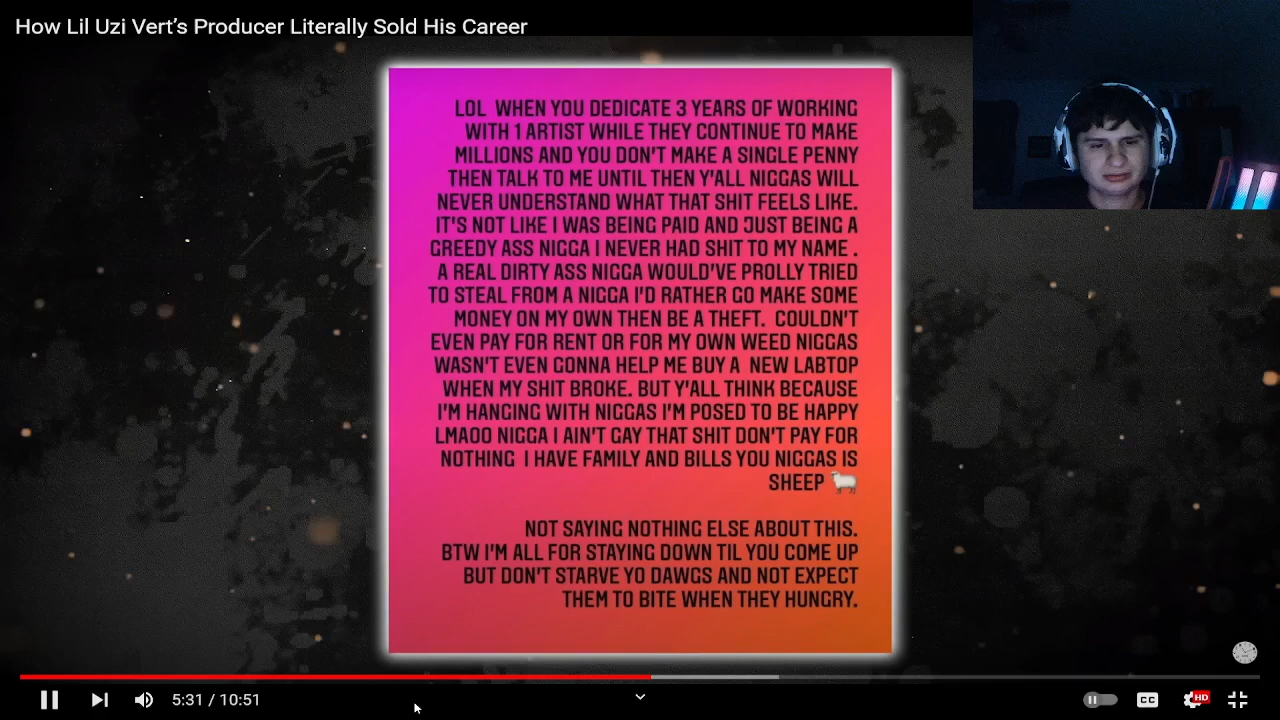 How Lil Uzi Vert’s Producer Literally Sold His Career
LOL WHEN YOU DEDICATE 3 YEARS OF WORKING
WITH 1 ARTIST WHILE THEY CONTINUE TO MAKE
MILLIONS AND YOU DON'T MAKE A SINGLE PENNY
THEN TALK TO ME UNTIL THEN Y'ALL NIGGAS WILL
NEVER UNDERSTAND WHAT THAT SHIT FEELS LIKE.
IT'S NOT LIKE I WAS BEING PAID AND JUST BEING A
GREEDY ASS NIGGA I NEVER HAD SHIT TO MY NAME .
A REAL DIRTY ASS NIGGA WOULD'VE PROLLY TRIED
TO STEAL FROM A NIGGA I'D RATHER GO MAKE SOME
MONEY ON MY OWN THEN BE A THEFT. COULDN'T
EVEN PAY FOR RENT OR FOR MY OWN WEED NIGGAS
WASN'T EVEN GONNA HELP ME BUY A NEW LABTOP
WHEN MY SHIT BROKE. BUT Y'ALL THINK BECAUSE
I'M HANGING WITH NIGGAS I'M POSED TO BE HAPPY
LMAOO NIGGA I AIN'T GAY THAT SHIT DON'T PAY FOR
NOTHING I HAVE FAMILY AND BILLS YOU NIGGAS IS
SHEEP 🐑
NOT SAYING NOTHING ELSE ABOUT THIS.
BTW I'M ALL FOR STAYING DOWN TIL YOU COME UP
BUT DON'T STARVE YO DAWGS AND NOT EXPECT
THEM TO BITE WHEN THEY HUNGRY.
5:31 / 10:51
CC
HD